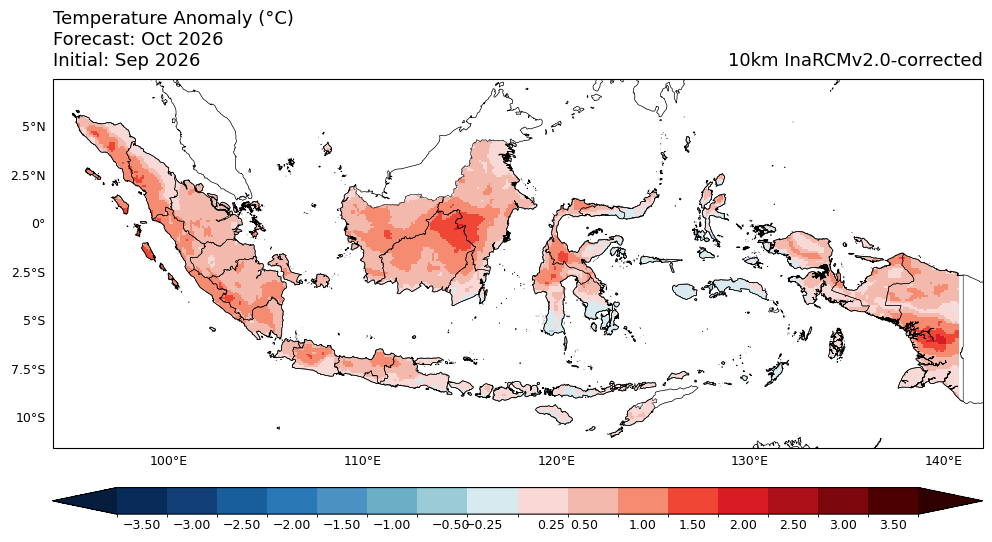 Temperature Anomaly (°C)
Forecast: Oct 2026
Initial: Sep 2026
10km InaRCMv2.0-corrected
5°N
2.5°N
0°
2.5°S
5°S
7.5°S
10°S
100°E 110°E 120°E 130°E 140°E
−3.50 −3.00 −2.50 −2.00 −1.50 −1.00 −0.50 −0.25 0.25 0.50 1.00 1.50 2.00 2.50 3.00 3.50